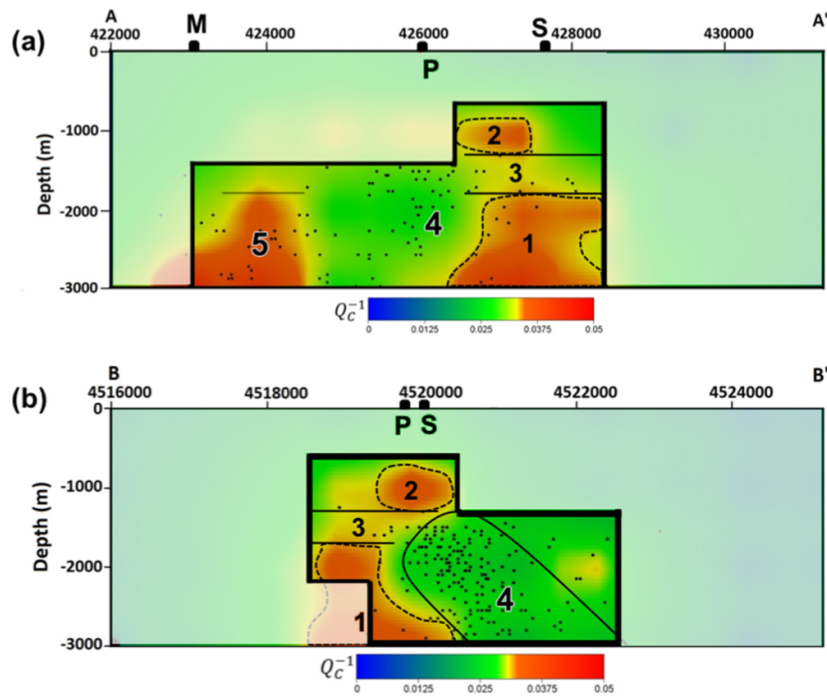 A A'
M S
(a) 422000 424000 426000 428000 430000
0
P
-1000
2
3
Depth (m)
-2000
4
5
1
-3000
Q_C^{-1}
0 0.0125 0.025 0.0375 0.05
B B'
(b) 4516000 4518000 4520000 4522000 4524000
0
P S
-1000
2
3
Depth (m)
-2000
4
1
-3000
Q_C^{-1}
0 0.0125 0.025 0.0375 0.05